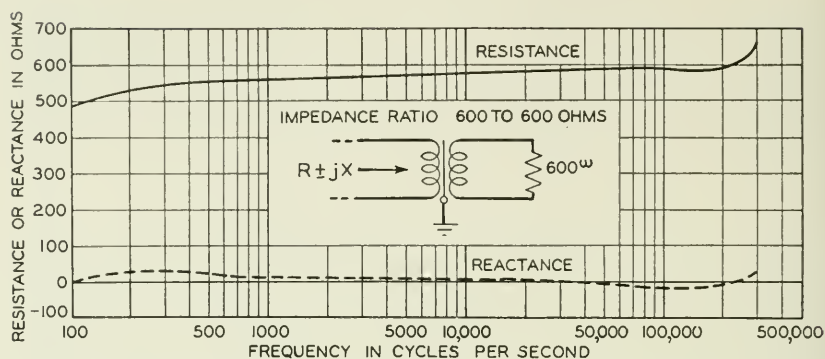 RESISTANCE OR REACTANCE IN OHMS
700
600
500
400
300
200
100
0
-100
RESISTANCE
IMPEDANCE RATIO 600 TO 600 OHMS
R ± jX
600ω
REACTANCE
100 500 1000 5000 10,000 50,000 100,000 500,000
FREQUENCY IN CYCLES PER SECOND